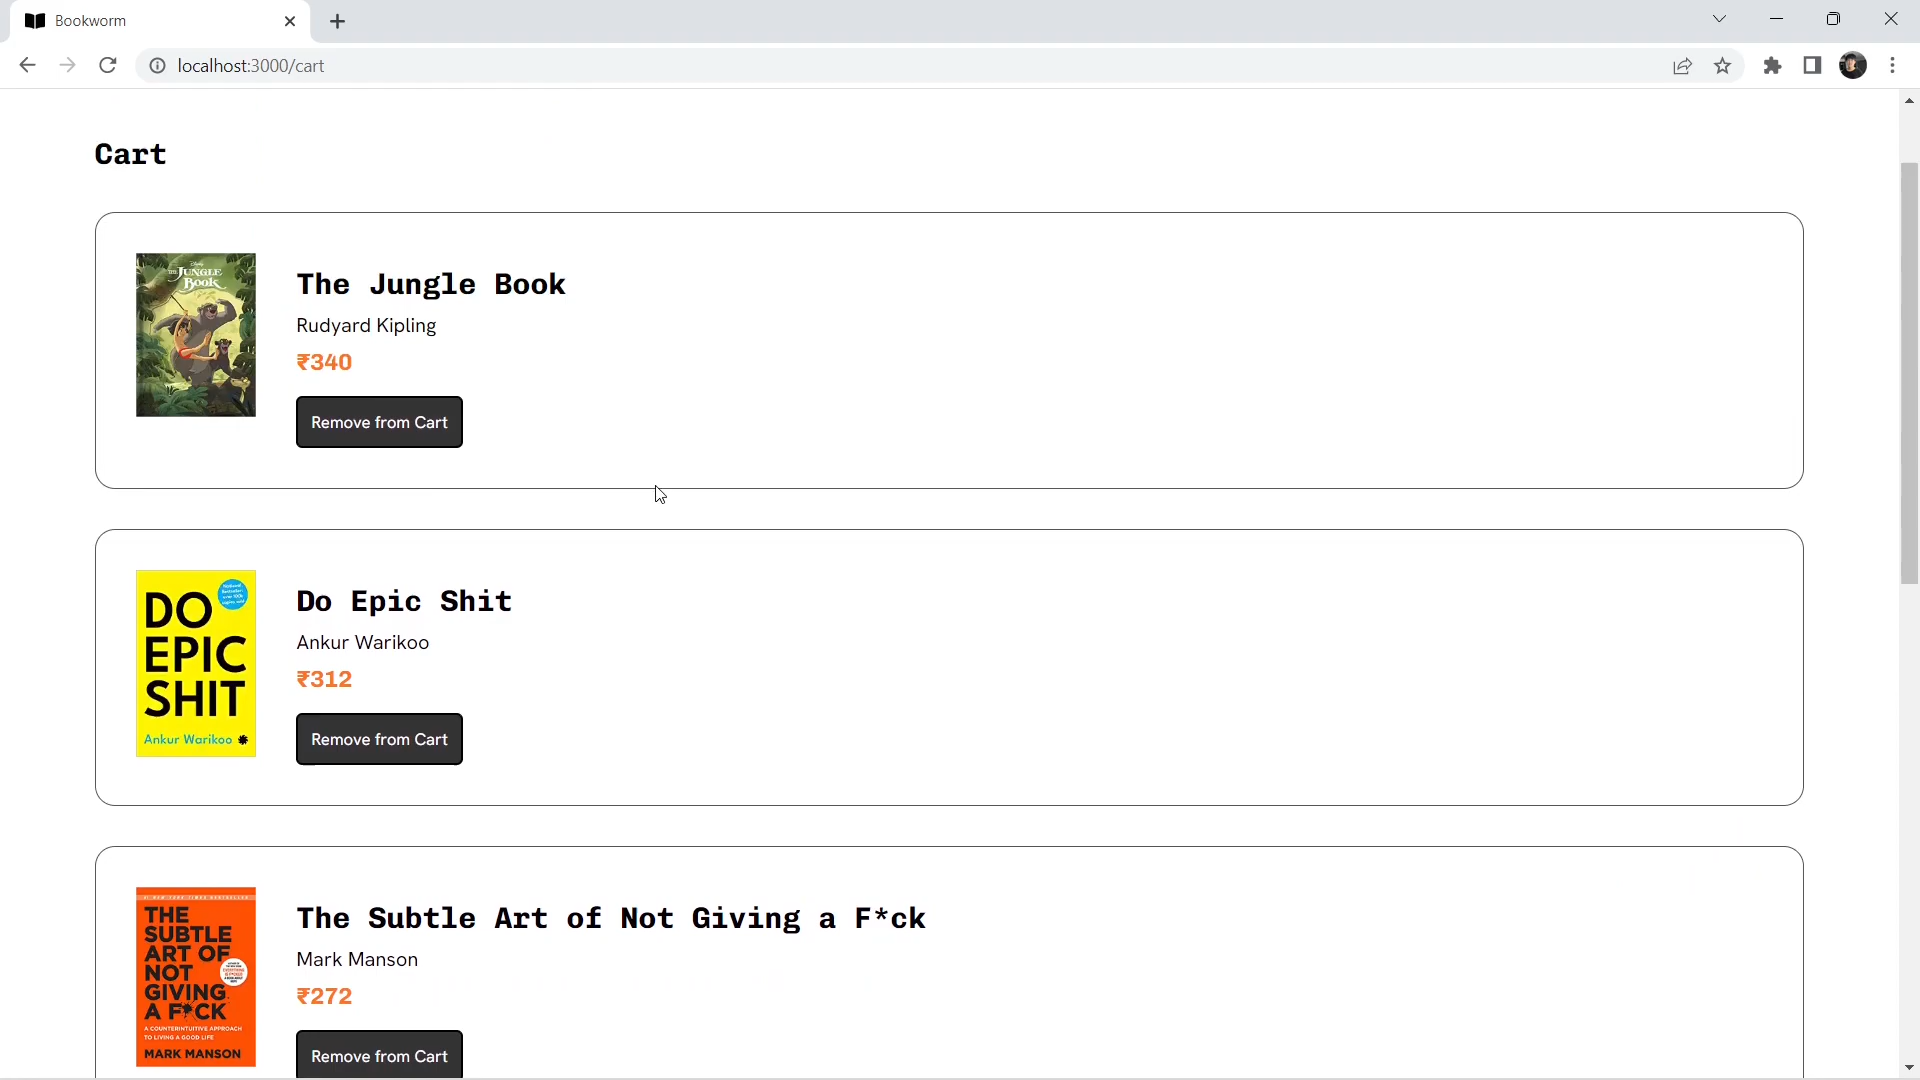 Bookworm
localhost:3000/cart
Cart
Disney
THE JUNGLE
Book
The Jungle Book
Rudyard Kipling
₹340
Remove from Cart
DO
EPIC
SHIT
Ankur Warikoo
Do Epic Shit
Ankur Warikoo
₹312
Remove from Cart
THE
SUBTLE
ART OF
NOT
GIVING
A F*CK
A COUNTERINTUITIVE APPROACH
TO LIVING A GOOD LIFE
MARK MANSON
The Subtle Art of Not Giving a F*ck
Mark Manson
₹272
Remove from Cart